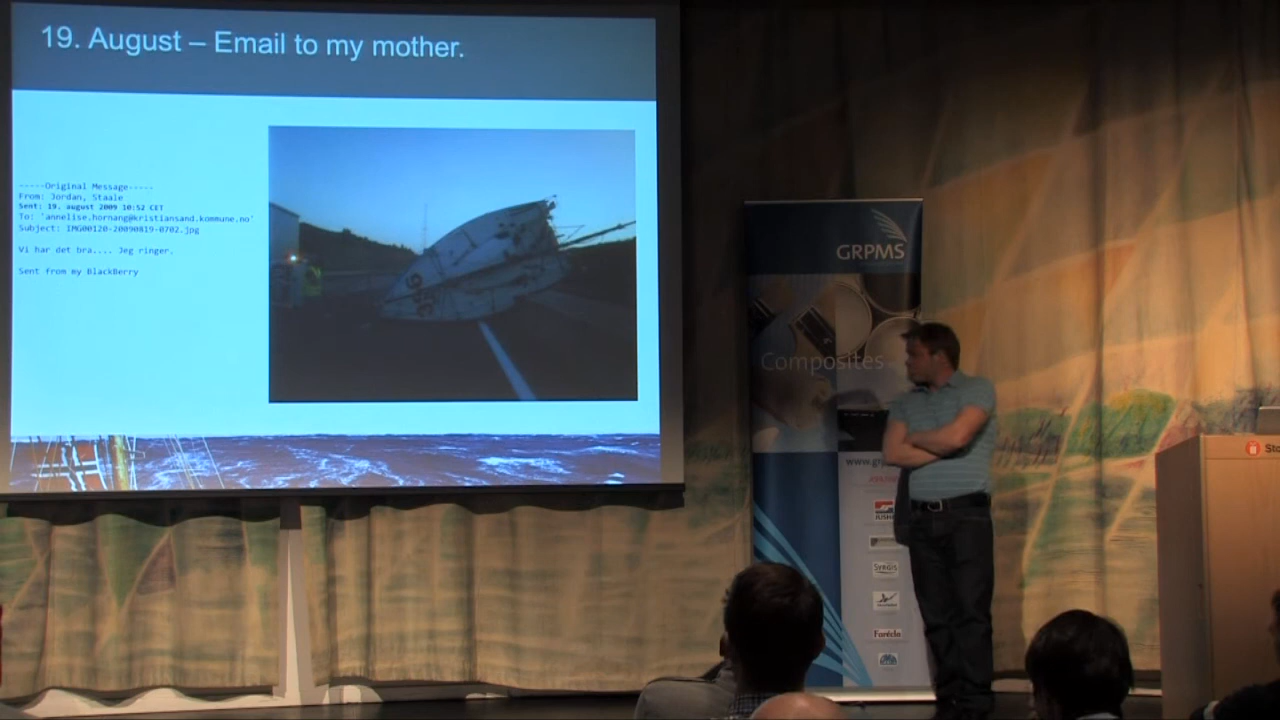 19. August – Email to my mother.
-----Original Message-----
From: Jordan, Staale
Sent: 19. august 2009 10:52 CET
To: 'annelise.hornang@kristiansand.kommune.no'
Subject: IMG00120-20090819-0702.jpg
Vi har det bra.... Jeg ringer.
Sent from my BlackBerry
GRPMS
Composites
Farécla